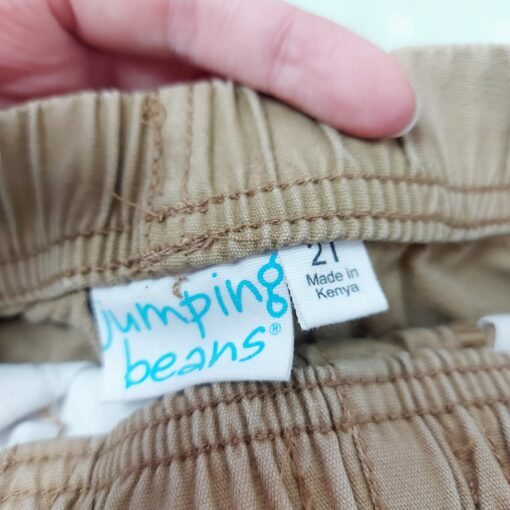 jumping
beans®
2T
Made in
Kenya